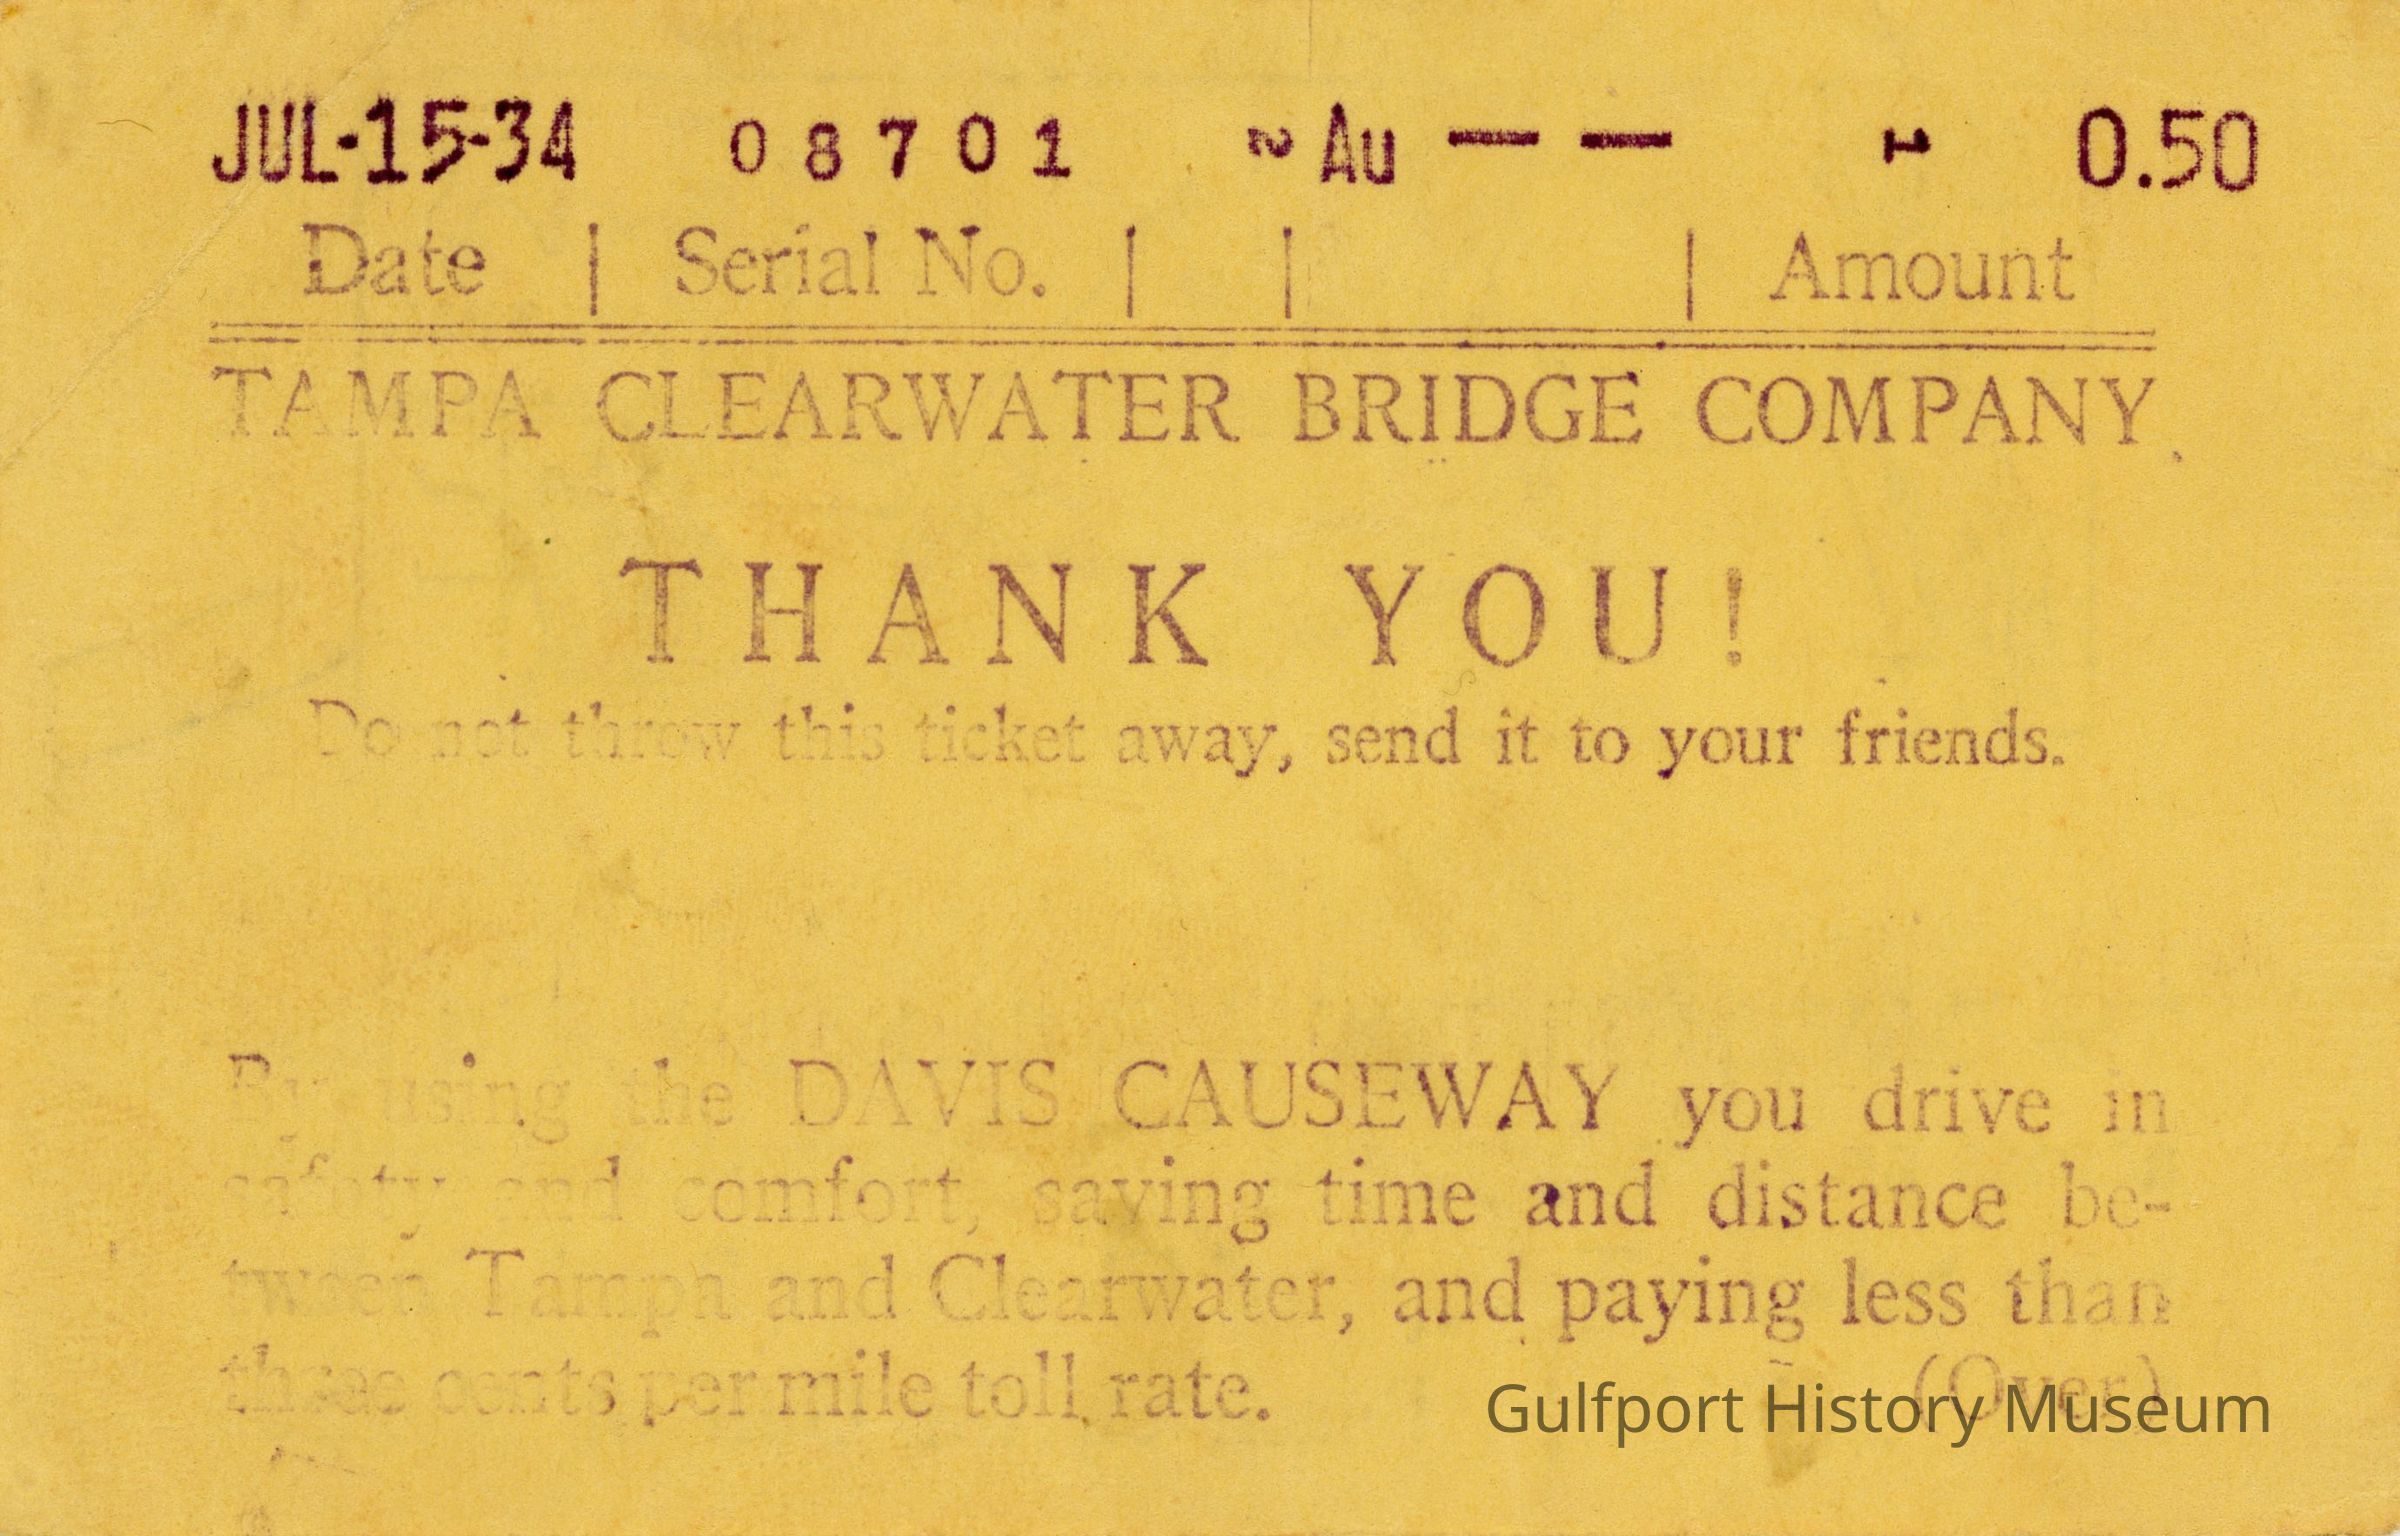 JUL-15-34 08701 2 Au — — 1 0.50
Date | Serial No. | | | Amount
TAMPA CLEARWATER BRIDGE COMPANY
THANK YOU!
Do not throw this ticket away, send it to your friends.
By using the DAVIS CAUSEWAY you drive in
safety and comfort, saving time and distance be-
tween Tampa and Clearwater, and paying less than
three cents per mile toll rate. (Over)
Gulfport History Museum